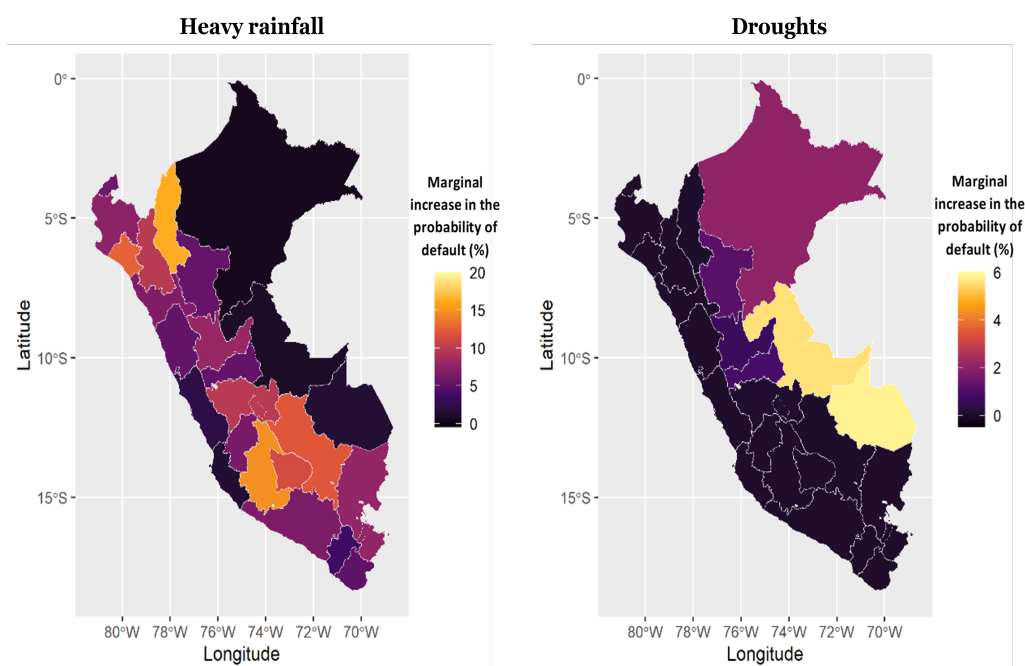 Heavy rainfall
Droughts
0°
5°S
10°S
15°S
Latitude
80°W 78°W 76°W 74°W 72°W 70°W
Longitude
Marginal
increase in the
probability of
default (%)
20
15
10
5
0
0°
5°S
10°S
15°S
Latitude
80°W 78°W 76°W 74°W 72°W 70°W
Longitude
Marginal
increase in the
probability of
default (%)
6
4
2
0